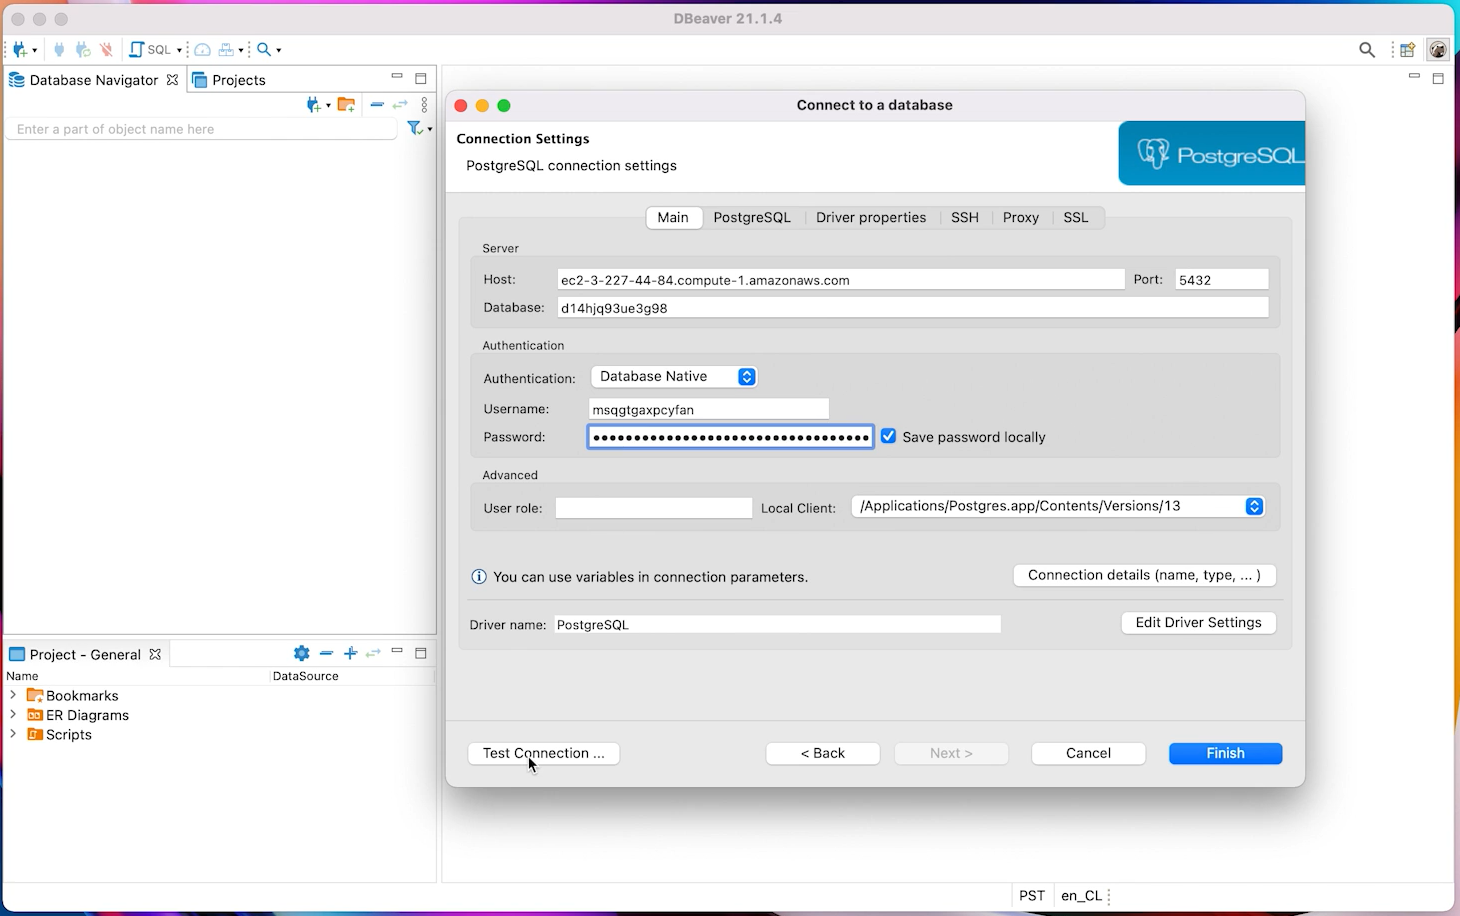 DBeaver 21.1.4
SQL
Database Navigator
Projects
Enter a part of object name here
Connect to a database
Connection Settings
PostgreSQL connection settings
PostgreSQL
Main
PostgreSQL
Driver properties
SSH
Proxy
SSL
Server
Host:
ec2-3-227-44-84.compute-1.amazonaws.com
Port:
5432
Database:
d14hjq93ue3g98
Authentication
Authentication:
Database Native
Username:
msqgtgaxpcyfan
Password:
●●●●●●●●●●●●●●●●●●●●●●●●●●●●●●●●●●
Save password locally
Advanced
User role:
Local Client:
/Applications/Postgres.app/Contents/Versions/13
You can use variables in connection parameters.
Connection details (name, type, ... )
Driver name:
PostgreSQL
Edit Driver Settings
Test Connection ...
< Back
Next >
Cancel
Finish
Project - General
Name
DataSource
Bookmarks
ER Diagrams
Scripts
PST
en_CL